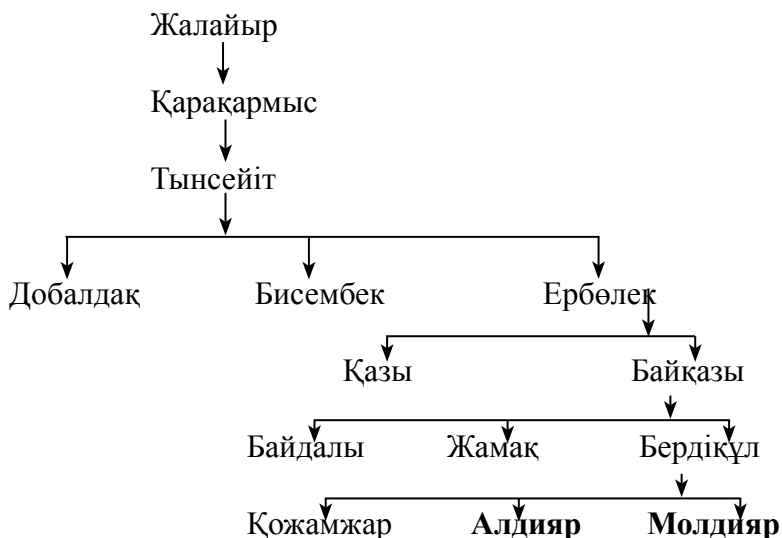 Жалайыр
Қарақармыс
Тынсейіт
Добалдақ Бисембек Ербөлек
Қазы Байқазы
Байдалы Жамақ Бердіқұл
Қожамжар Алдияр Молдияр